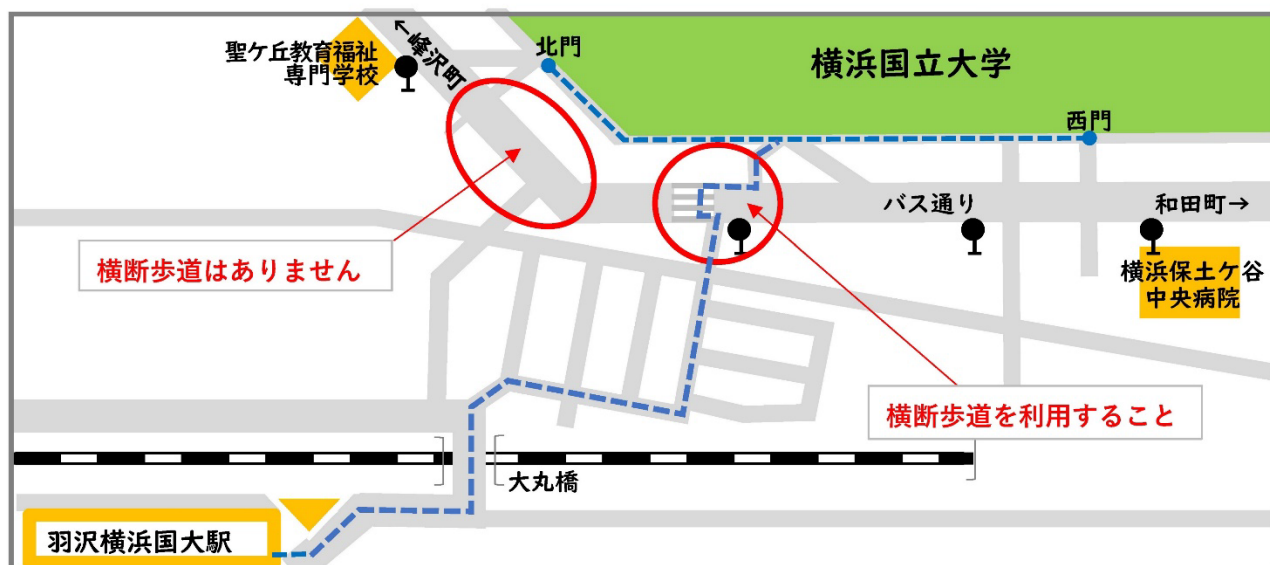 ←峰沢町
聖ケ丘教育福祉
専門学校
北門
横浜国立大学
西門
バス通り
和田町→
横断歩道はありません
横浜保土ケ谷
中央病院
横断歩道を利用すること
大丸橋
羽沢横浜国大駅